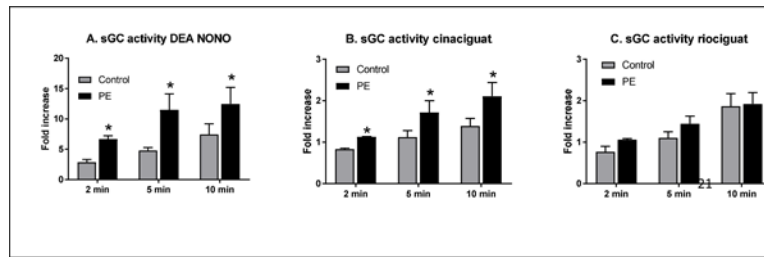 A. sGC activity DEA NONO
Fold increase
20
15
10
5
0
Control
PE
*
*
*
2 min
5 min
10 min
B. sGC activity cinaciguat
Fold increase
3
2
1
0
Control
PE
*
*
*
2 min
5 min
10 min
C. sGC activity riociguat
Fold increase
3
2
1
0
Control
PE
21
2 min
5 min
10 min